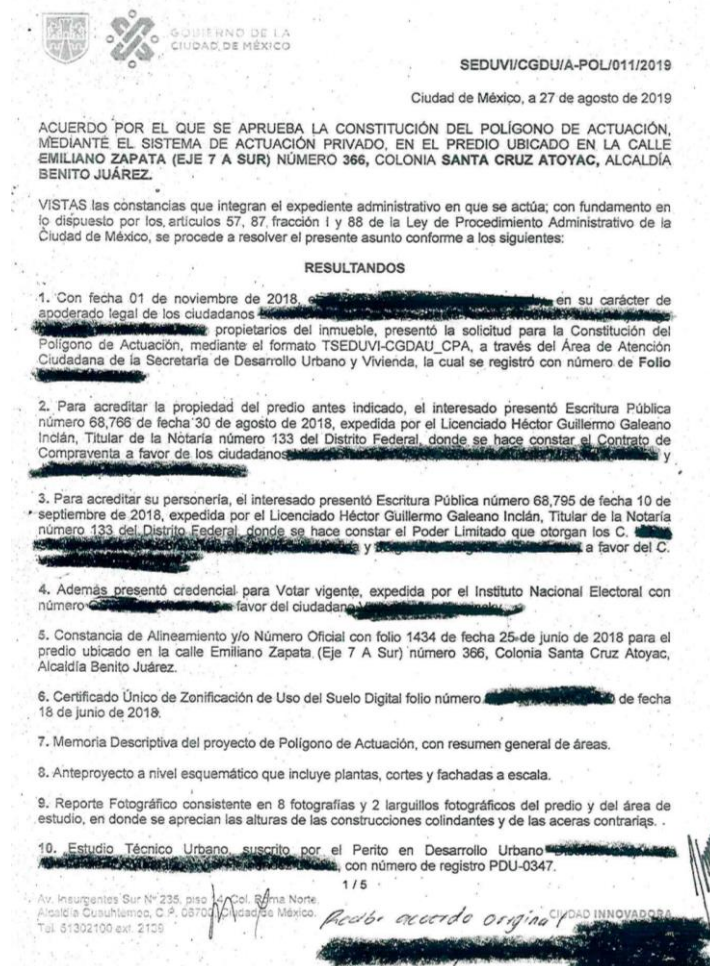 GOBIERNO DE LA
CIUDAD DE MÉXICO
SEDUVI/CGDU/A-POL/011/2019
Ciudad de México, a 27 de agosto de 2019
ACUERDO POR EL QUE SE APRUEBA LA CONSTITUCIÓN DEL POLÍGONO DE ACTUACIÓN,
MEDIANTE EL SISTEMA DE ACTUACIÓN PRIVADO, EN EL PREDIO UBICADO EN LA CALLE
EMILIANO ZAPATA (EJE 7 A SUR) NÚMERO 366, COLONIA SANTA CRUZ ATOYAC, ALCALDÍA
BENITO JUÁREZ.
VISTAS las constancias que integran el expediente administrativo en que se actúa; con fundamento en
lo dispuesto por los artículos 57, 87, fracción I y 88 de la Ley de Procedimiento Administrativo de la
Ciudad de México, se procede a resolver el presente asunto conforme a los siguientes:
RESULTANDOS
1. Con fecha 01 de noviembre de 2018, en su carácter de
apoderado legal de los ciudadanos
propietarios del inmueble, presentó la solicitud para la Constitución del
Polígono de Actuación, mediante el formato TSEDUVI-CGDAU_CPA, a través del Área de Atención
Ciudadana de la Secretaría de Desarrollo Urbano y Vivienda, la cual se registró con número de Folio
2. Para acreditar la propiedad del predio antes indicado, el interesado presentó Escritura Pública
número 68,766 de fecha 30 de agosto de 2018, expedida por el Licenciado Héctor Guillermo Galeano
Inclán, Titular de la Notaría número 133 del Distrito Federal, donde se hace constar el Contrato de
Compraventa a favor de los ciudadanos y
3. Para acreditar su personería, el interesado presentó Escritura Pública número 68,795 de fecha 10 de
septiembre de 2018, expedida por el Licenciado Héctor Guillermo Galeano Inclán, Titular de la Notaría
número 133 del Distrito Federal, donde se hace constar el Poder Limitado que otorgan los C.
y a favor del C.
4. Además presentó credencial para Votar vigente, expedida por el Instituto Nacional Electoral con
número favor del ciudadano
5. Constancia de Alineamiento y/o Número Oficial con folio 1434 de fecha 25 de junio de 2018 para el
predio ubicado en la calle Emiliano Zapata (Eje 7 A Sur) número 366, Colonia Santa Cruz Atoyac,
Alcaldía Benito Juárez.
6. Certificado Único de Zonificación de Uso del Suelo Digital folio número de fecha
18 de junio de 2018.
7. Memoria Descriptiva del proyecto de Polígono de Actuación, con resumen general de áreas.
8. Anteproyecto a nivel esquemático que incluye plantas, cortes y fachadas a escala.
9. Reporte Fotográfico consistente en 8 fotografías y 2 larguillos fotográficos del predio y del área de
estudio, en donde se aprecian las alturas de las construcciones colindantes y de las aceras contrarias.
10. Estudio Técnico Urbano, suscrito por el Perito en Desarrollo Urbano
, con número de registro PDU-0347.
1 / 5
Av. Insurgentes Sur Nº 235, piso Col. Roma Norte,
Alcaldía Cuauhtémoc, C.P. 06700, Ciudad de México.
Tel. 51302100 ext. 2139
CIUDAD INNOVADORA
Recibí acuerdo original